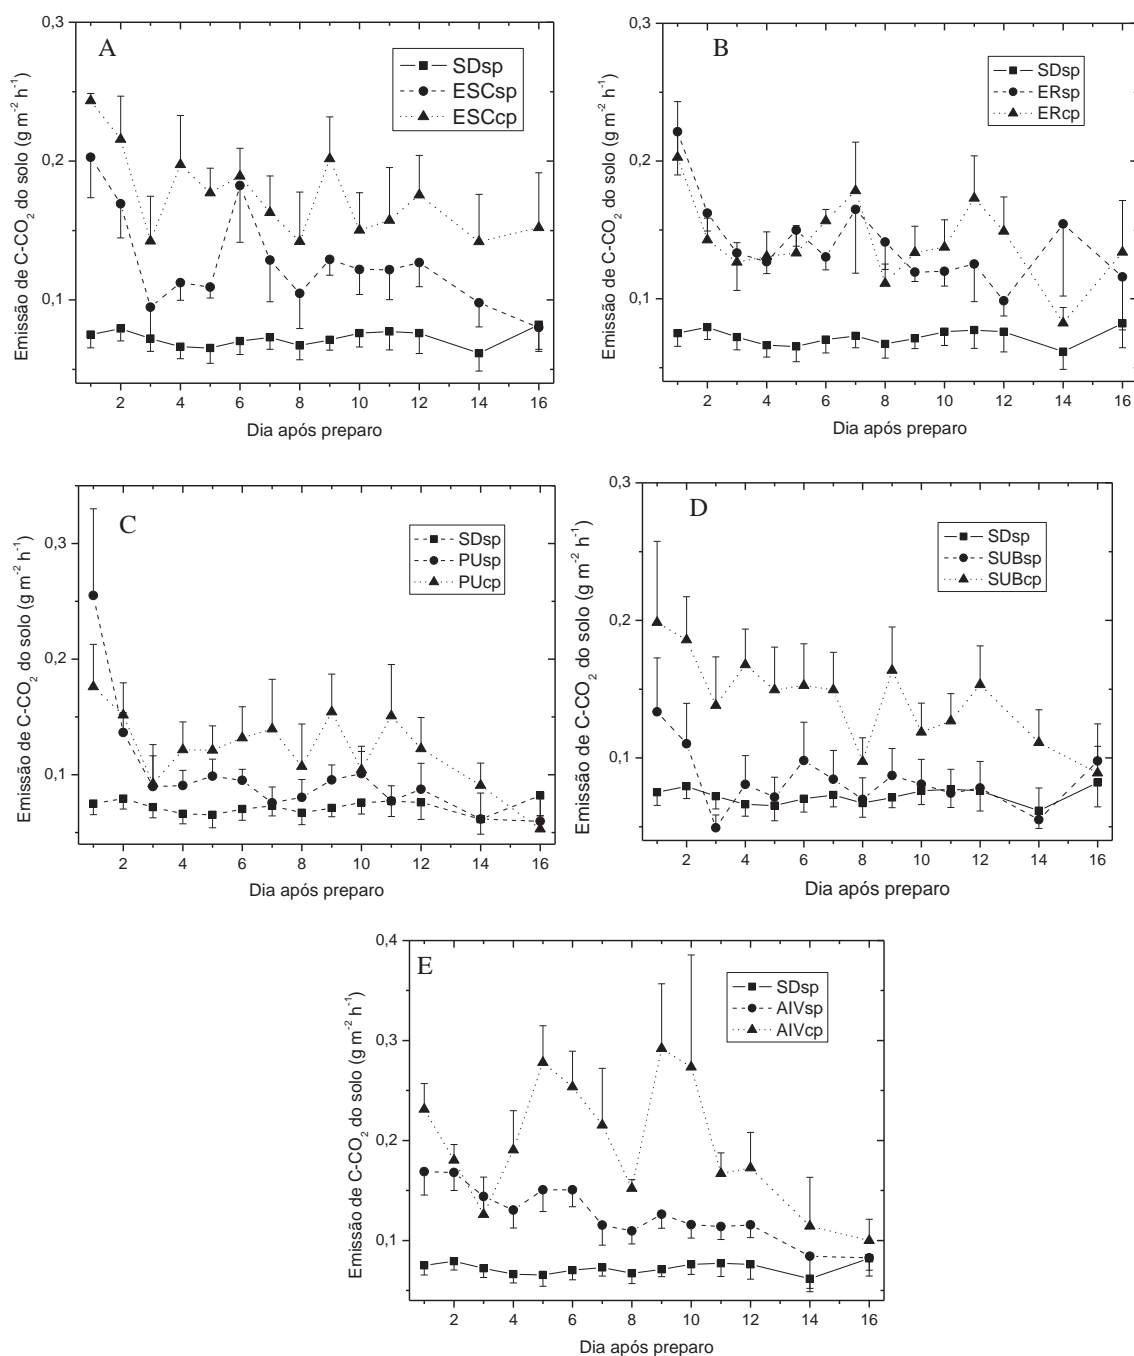 A
Emissão de C-CO2 do solo (g m-2 h-1)
0,3
0,2
0,1
SDsp
ESCsp
ESCcp
2 4 6 8 10 12 14 16
Dia após preparo
B
Emissão de C-CO2 do solo (g m-2 h-1)
0,3
0,2
0,1
SDsp
ERsp
ERcp
2 4 6 8 10 12 14 16
Dia após preparo
C
Emissão de C-CO2 do solo (g m-2 h-1)
0,3
0,2
0,1
SDsp
PUsp
PUcp
2 4 6 8 10 12 14 16
Dia após preparo
D
Emissão de C-CO2 do solo (g m-2 h-1)
0,3
0,2
0,1
SDsp
SUBsp
SUBcp
2 4 6 8 10 12 14 16
Dia após preparo
E
Emissão de C-CO2 do solo (g m-2 h-1)
0,4
0,3
0,2
0,1
SDsp
AIVsp
AIVcp
2 4 6 8 10 12 14 16
Dia após preparo